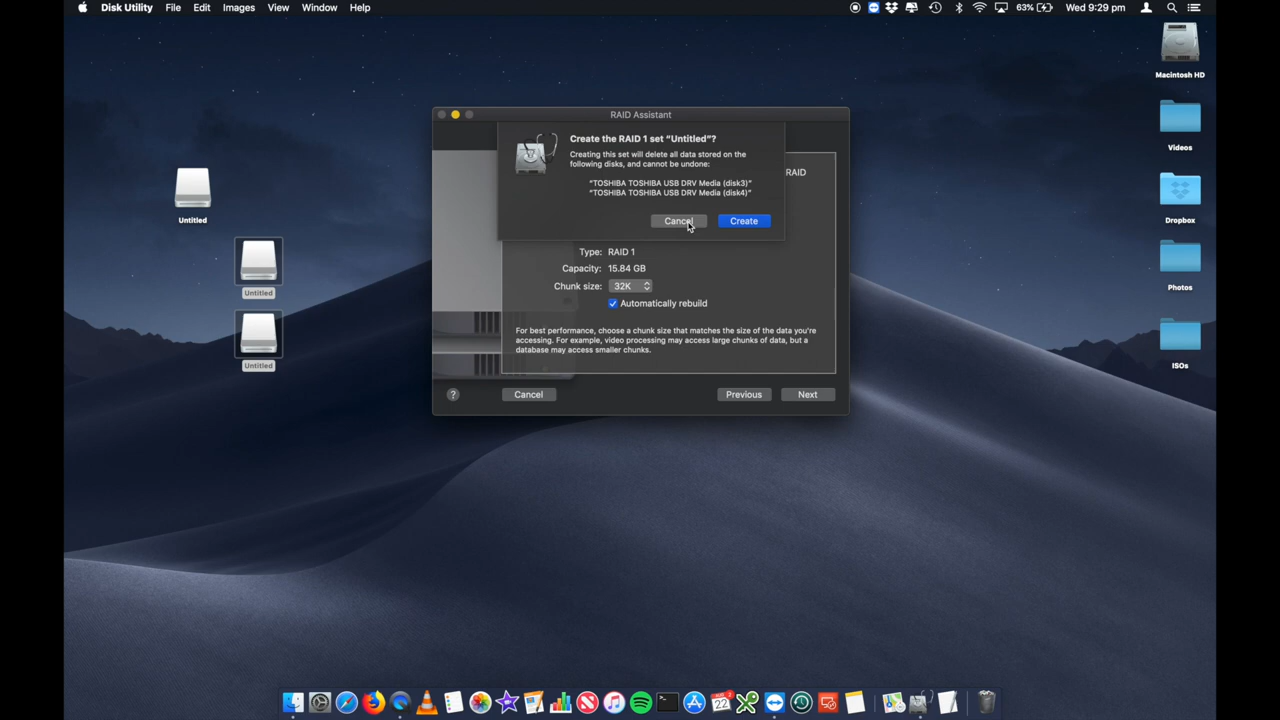 Disk Utility File Edit Images View Window Help 63% Wed 9:29 pm
Macintosh HD
RAID Assistant
Create the RAID 1 set “Untitled”?
Creating this set will delete all data stored on the
following disks, and cannot be undone:
“TOSHIBA TOSHIBA USB DRV Media (disk3)”
“TOSHIBA TOSHIBA USB DRV Media (disk4)”
Cancel Create
RAID
Type: RAID 1
Capacity: 15.84 GB
Chunk size: 32K
Automatically rebuild
For best performance, choose a chunk size that matches the size of the data you're
accessing. For example, video processing may access large chunks of data, but a
database may access smaller chunks.
? Cancel Previous Next
Untitled
Untitled
Untitled
Videos
Dropbox
Photos
ISOs
22